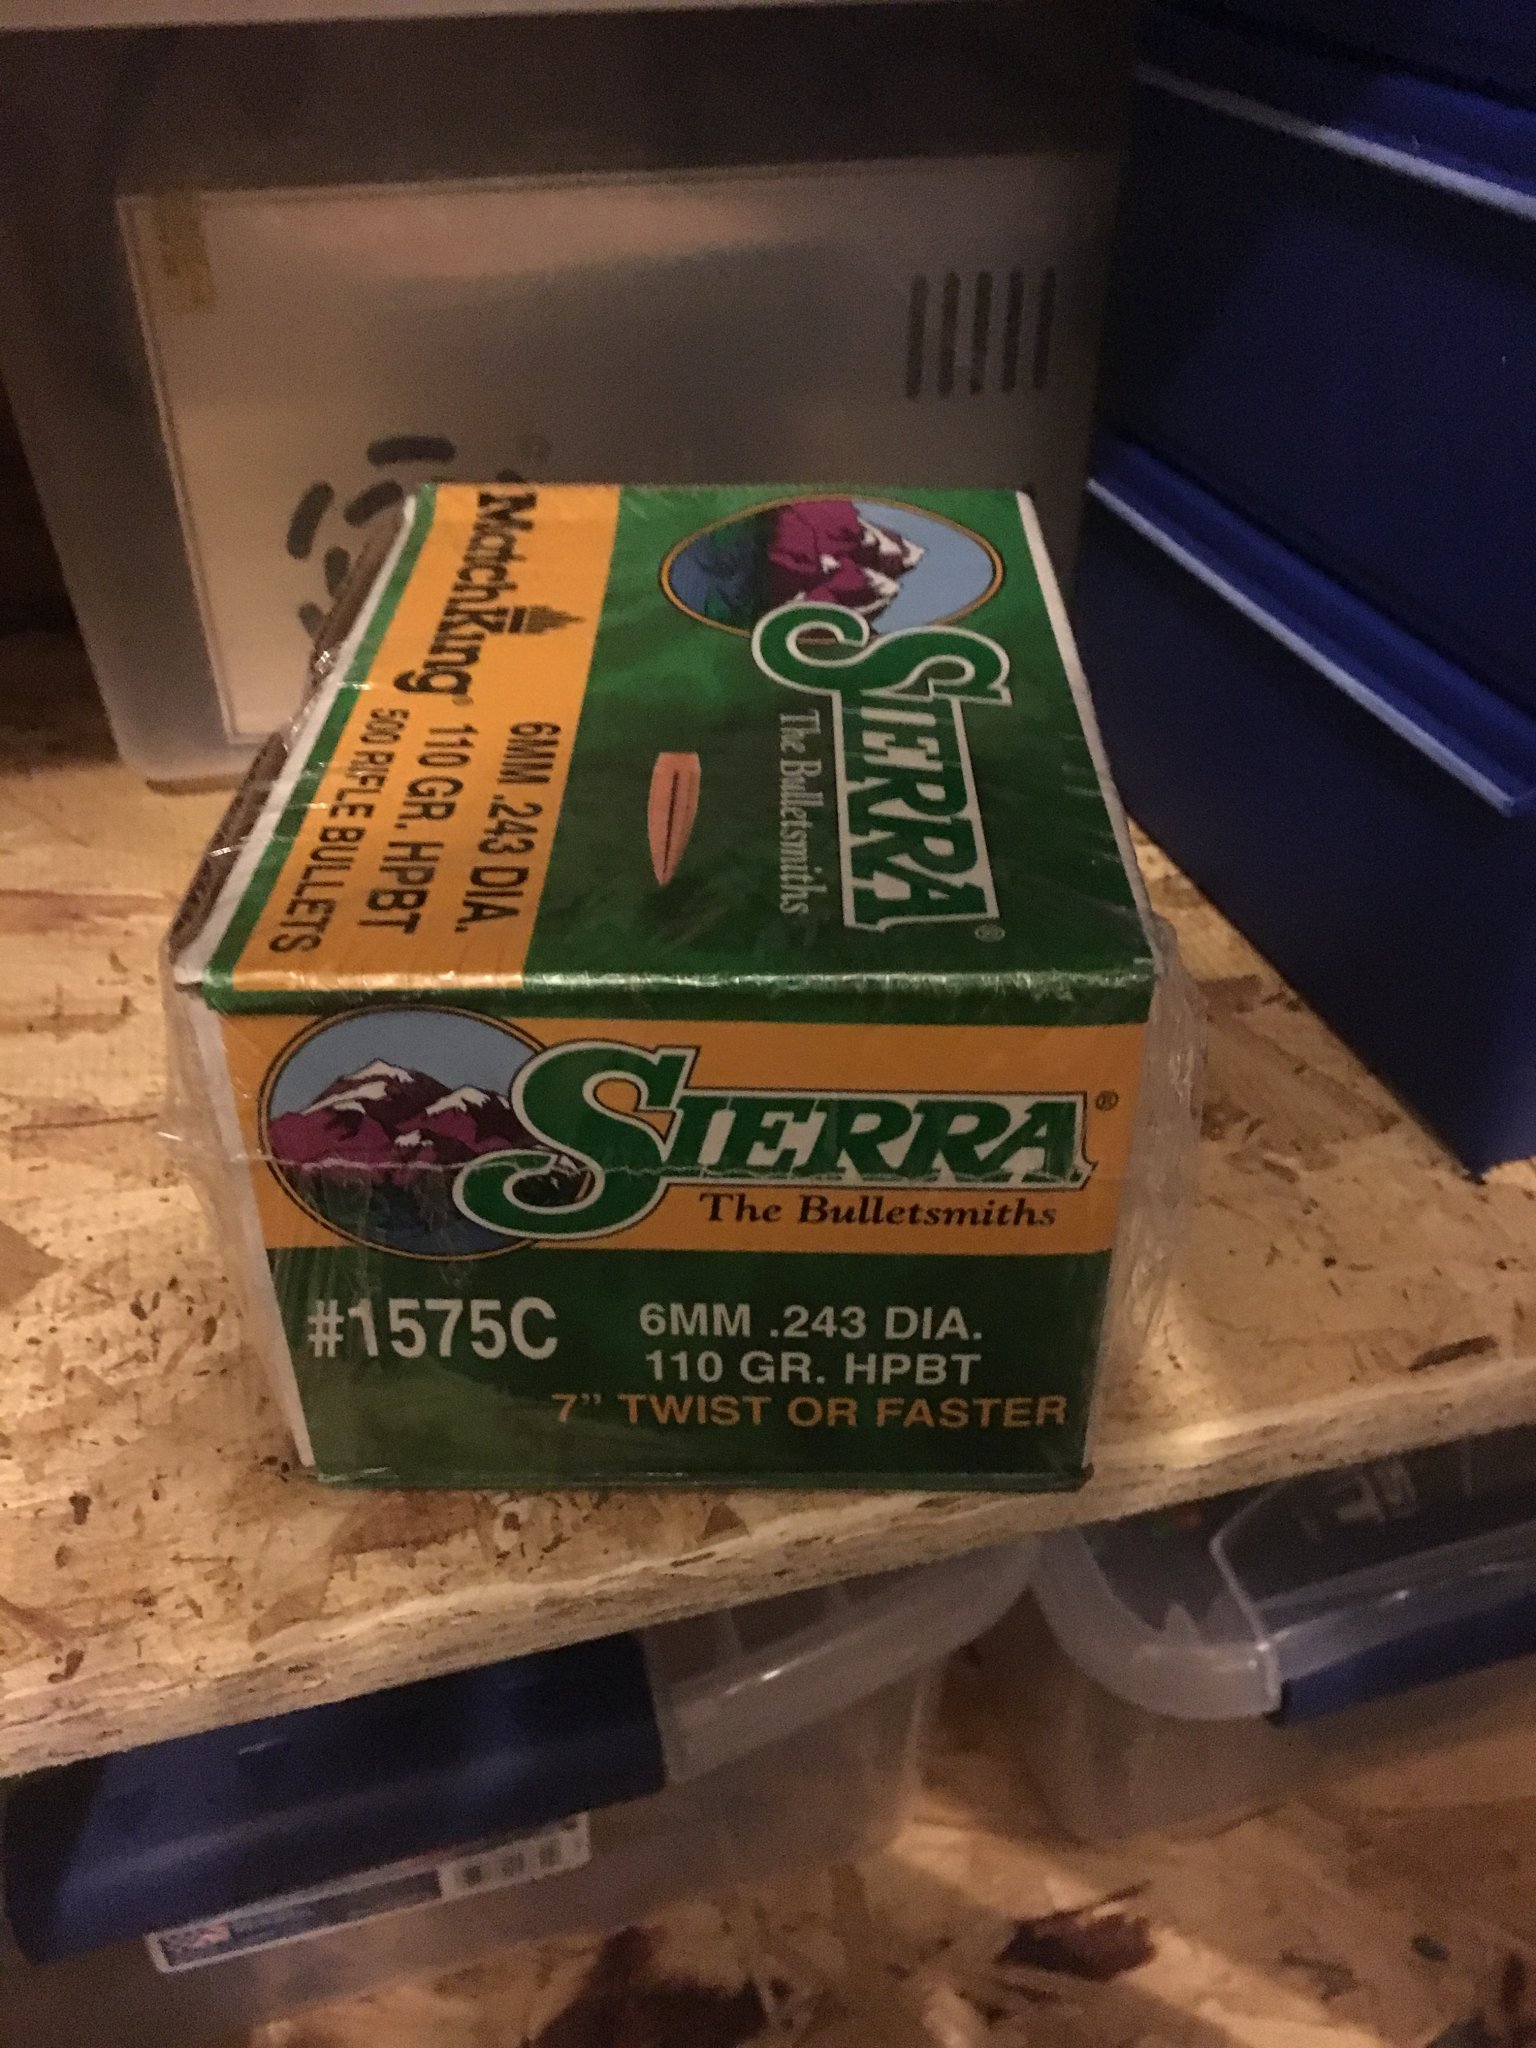 SIERRA®
The Bulletsmiths
6MM .243 DIA.
MatchKing® 110 GR. HPBT
500 RIFLE BULLETS
SIERRA®
The Bulletsmiths
#1575C
6MM .243 DIA.
110 GR. HPBT
7" TWIST OR FASTER